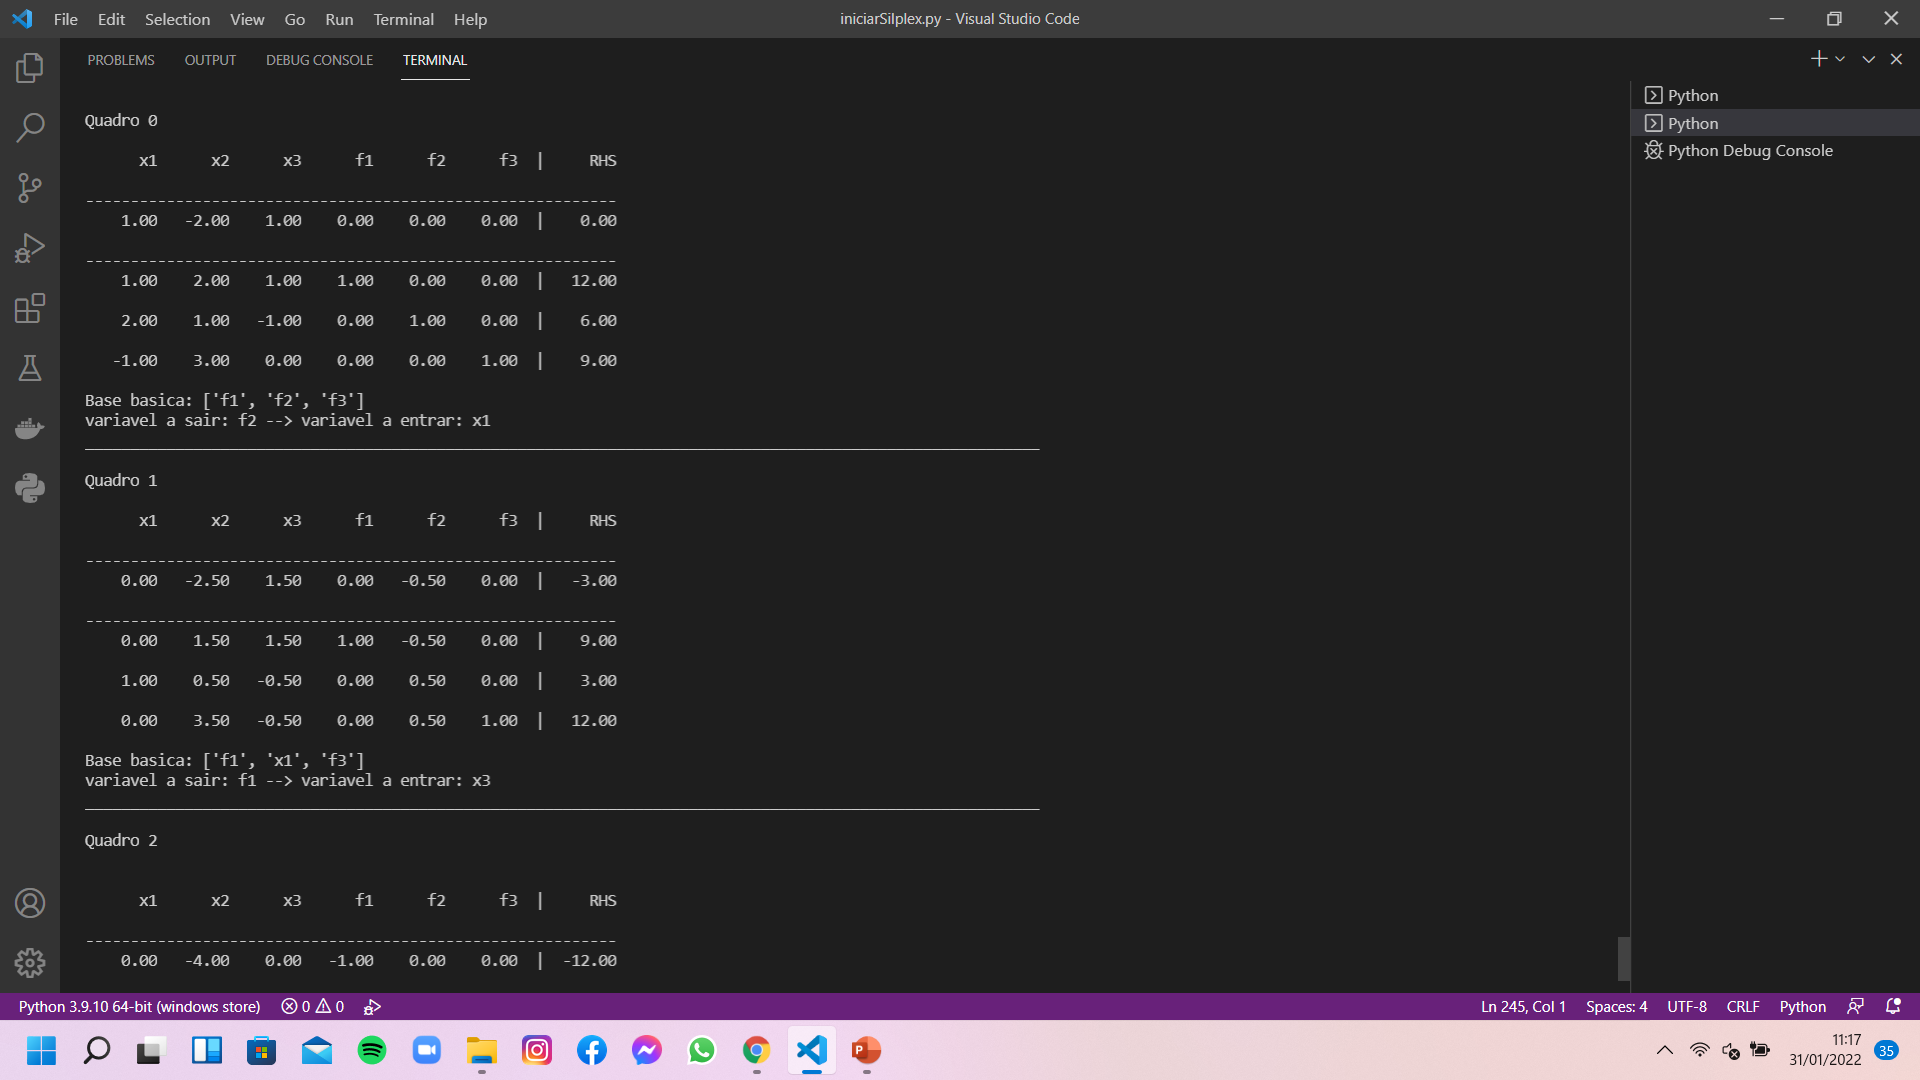 File Edit Selection View Go Run Terminal Help iniciarSilplex.py - Visual Studio Code
PROBLEMS OUTPUT DEBUG CONSOLE TERMINAL
Python
Python
Python Debug Console
Quadro 0
x1 x2 x3 f1 f2 f3 | RHS
-----------------------------------------------------------
1.00 -2.00 1.00 0.00 0.00 0.00 | 0.00
-----------------------------------------------------------
1.00 2.00 1.00 1.00 0.00 0.00 | 12.00
2.00 1.00 -1.00 0.00 1.00 0.00 | 6.00
-1.00 3.00 0.00 0.00 0.00 1.00 | 9.00
Base basica: ['f1', 'f2', 'f3']
variavel a sair: f2 --> variavel a entrar: x1
Quadro 1
x1 x2 x3 f1 f2 f3 | RHS
-----------------------------------------------------------
0.00 -2.50 1.50 0.00 -0.50 0.00 | -3.00
-----------------------------------------------------------
0.00 1.50 1.50 1.00 -0.50 0.00 | 9.00
1.00 0.50 -0.50 0.00 0.50 0.00 | 3.00
0.00 3.50 -0.50 0.00 0.50 1.00 | 12.00
Base basica: ['f1', 'x1', 'f3']
variavel a sair: f1 --> variavel a entrar: x3
Quadro 2
x1 x2 x3 f1 f2 f3 | RHS
-----------------------------------------------------------
0.00 -4.00 0.00 -1.00 0.00 0.00 | -12.00
Python 3.9.10 64-bit (windows store) 0 0 Ln 245, Col 1 Spaces: 4 UTF-8 CRLF Python
11:17
31/01/2022
35